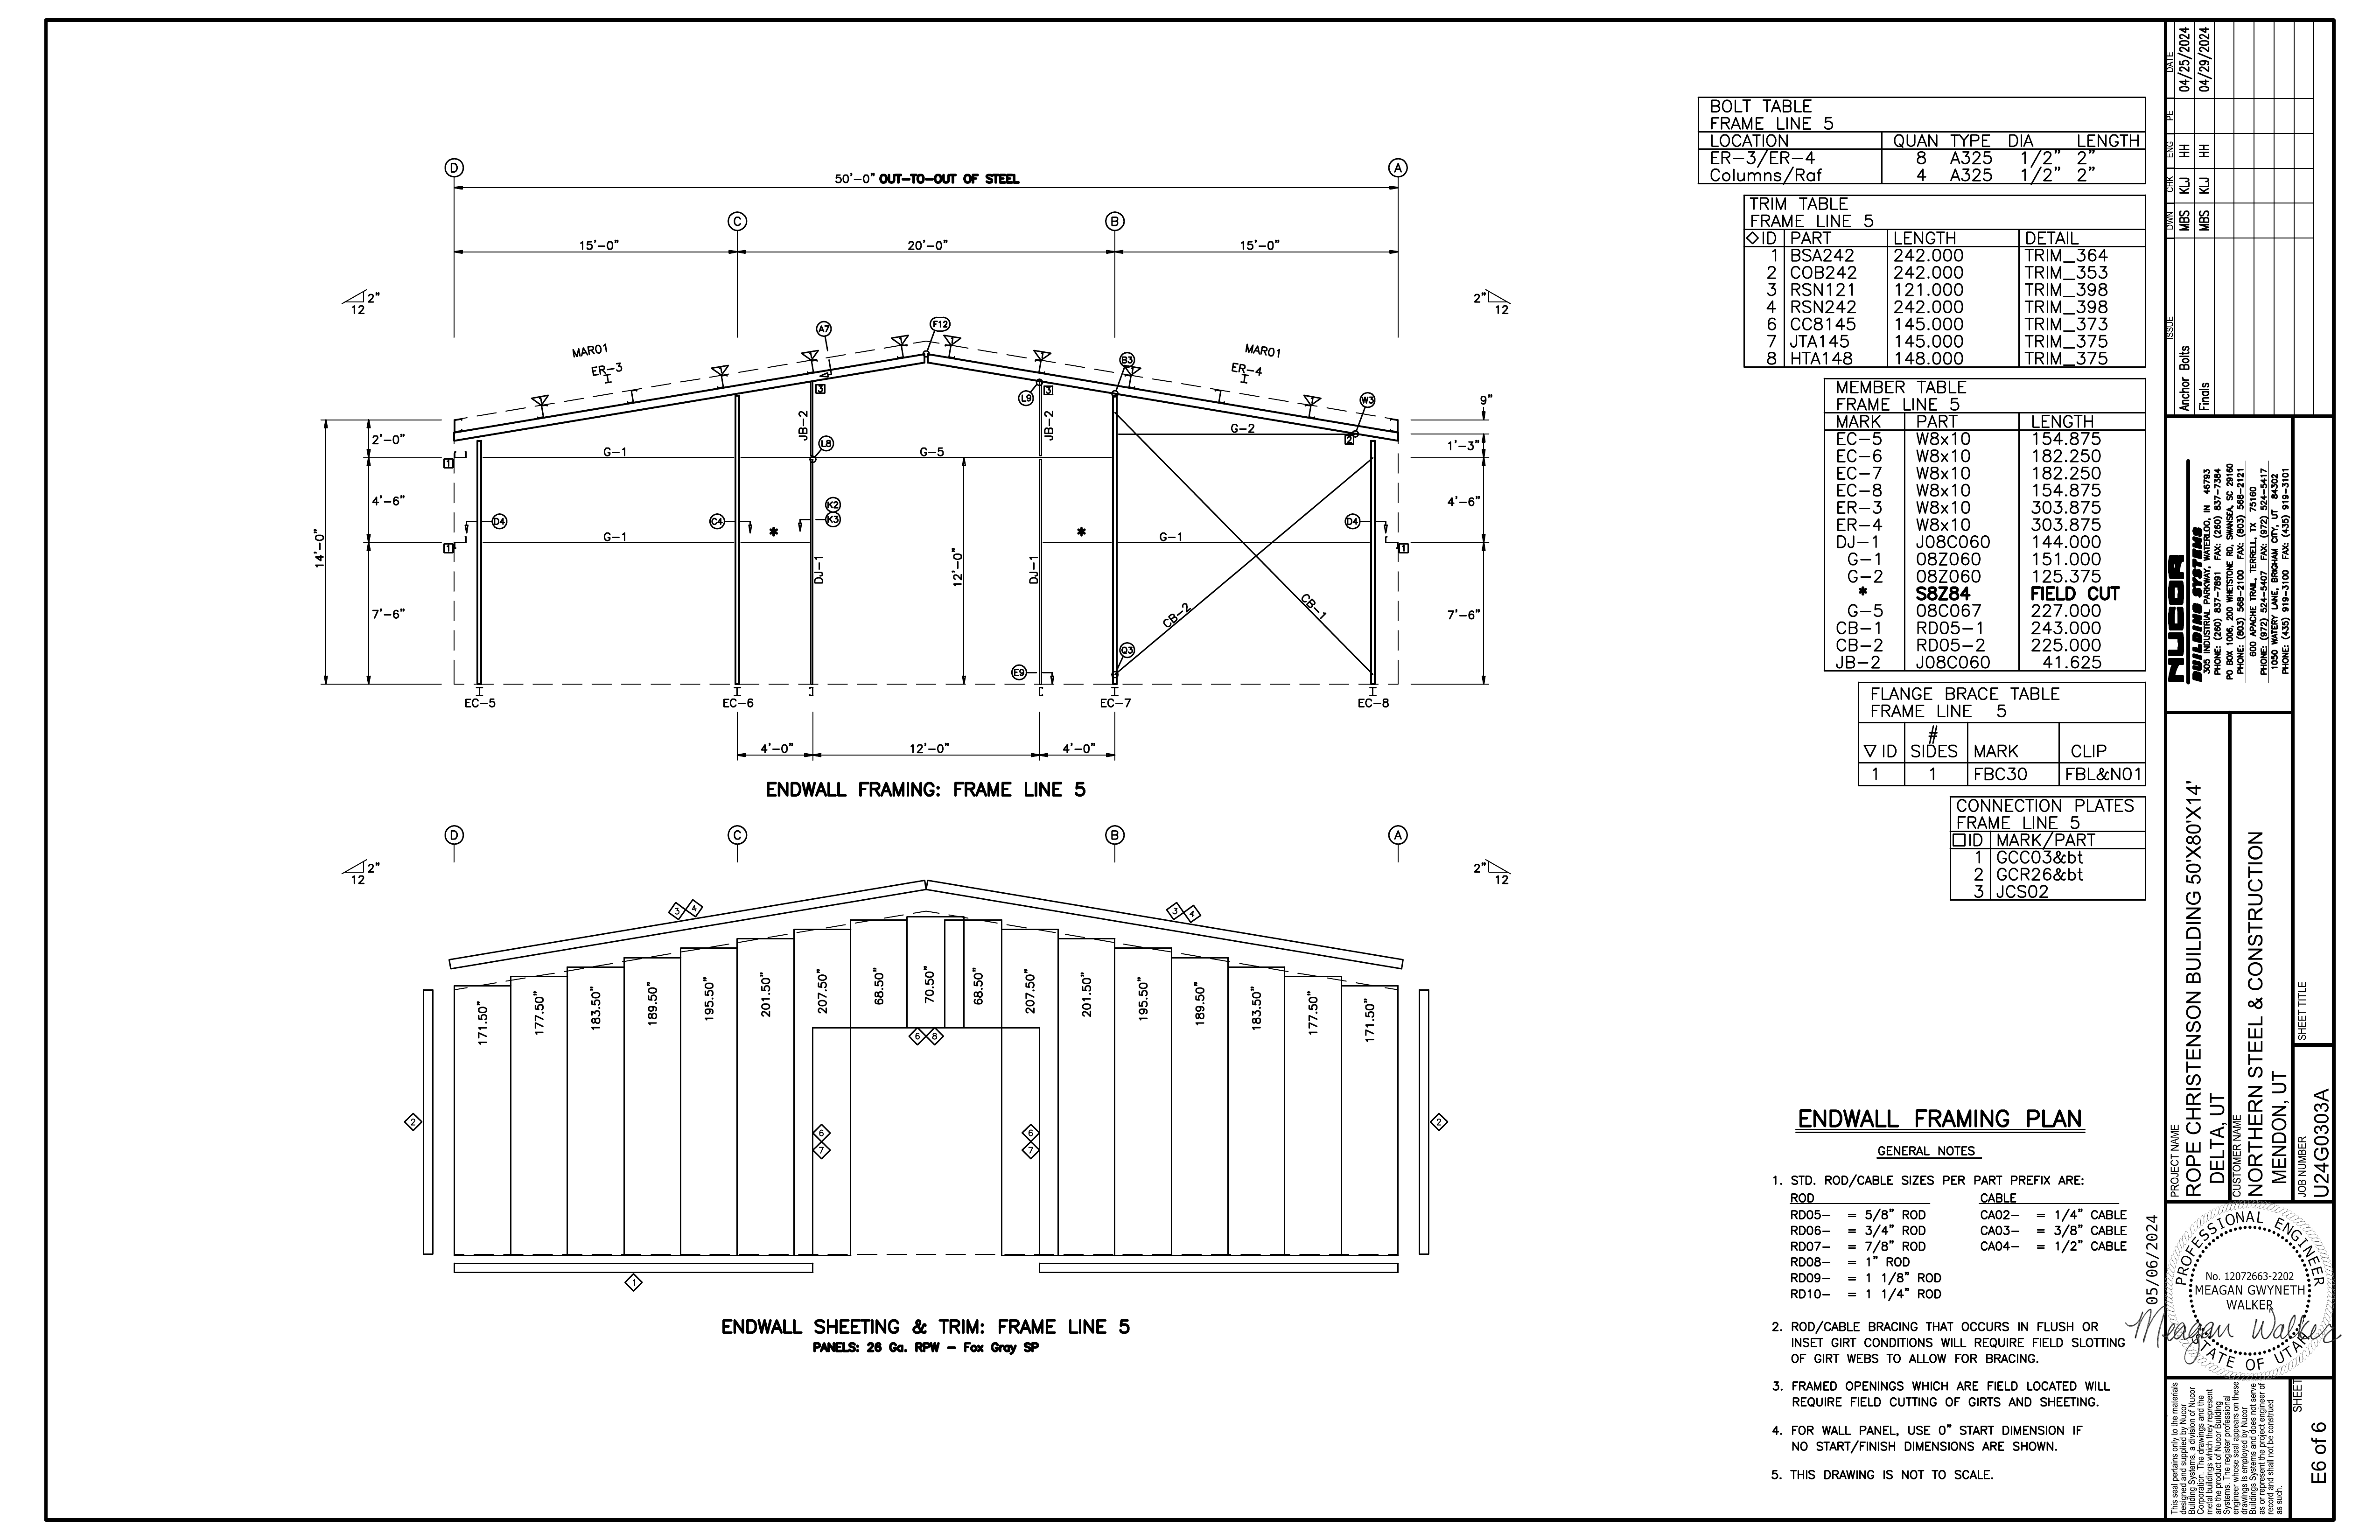 D
A
50'-0" OUT-TO-OUT OF STEEL
C
B
15'-0"
20'-0"
15'-0"
2"
12
2"
12
A7
F12
MAR01
ER-3
MAR01
ER-4
B3
3
L9
3
W3
9"
2'-0"
JB-2
JB-2
G-2
2
1'-3"
L8
G-1
G-5
1
14'-0"
4'-6"
K2
K3
4'-6"
D4
C4
*
*
D4
G-1
G-1
1
1
DJ-1
12'-0"
DJ-1
7'-6"
CB-2
CB-1
7'-6"
E9
Q3
EC-5
EC-6
EC-7
EC-8
4'-0"
12'-0"
4'-0"
ENDWALL FRAMING: FRAME LINE 5
D
C
B
A
2"
12
2"
12
3 4
3 4
171.50"
177.50"
183.50"
189.50"
195.50"
201.50"
207.50"
68.50"
70.50"
68.50"
207.50"
201.50"
195.50"
189.50"
183.50"
177.50"
171.50"
6 8
2
6
7
6
7
2
1
ENDWALL SHEETING & TRIM: FRAME LINE 5
PANELS: 26 Ga. RPW - Fox Gray SP
BOLT TABLE
FRAME LINE 5
LOCATION QUAN TYPE DIA LENGTH
ER-3/ER-4 8 A325 1/2" 2"
Columns/Raf 4 A325 1/2" 2"
TRIM TABLE
FRAME LINE 5
◇ID PART LENGTH DETAIL
1 BSA242 242.000 TRIM_364
2 COB242 242.000 TRIM_353
3 RSN121 121.000 TRIM_398
4 RSN242 242.000 TRIM_398
6 CC8145 145.000 TRIM_373
7 JTA145 145.000 TRIM_375
8 HTA148 148.000 TRIM_375
MEMBER TABLE
FRAME LINE 5
MARK PART LENGTH
EC-5 W8x10 154.875
EC-6 W8x10 182.250
EC-7 W8x10 182.250
EC-8 W8x10 154.875
ER-3 W8x10 303.875
ER-4 W8x10 303.875
DJ-1 J08C060 144.000
G-1 08Z060 151.000
G-2 08Z060 125.375
* S8Z84 FIELD CUT
G-5 08C067 227.000
CB-1 RD05-1 243.000
CB-2 RD05-2 225.000
JB-2 J08C060 41.625
FLANGE BRACE TABLE
FRAME LINE 5
▽ID # SIDES MARK CLIP
1 1 FBC30 FBL&N01
CONNECTION PLATES
FRAME LINE 5
□ID MARK/PART
1 GCC03&bt
2 GCR26&bt
3 JCS02
ENDWALL FRAMING PLAN
GENERAL NOTES
1. STD. ROD/CABLE SIZES PER PART PREFIX ARE:
ROD CABLE
RD05- = 5/8" ROD CA02- = 1/4" CABLE
RD06- = 3/4" ROD CA03- = 3/8" CABLE
RD07- = 7/8" ROD CA04- = 1/2" CABLE
RD08- = 1" ROD
RD09- = 1 1/8" ROD
RD10- = 1 1/4" ROD
2. ROD/CABLE BRACING THAT OCCURS IN FLUSH OR
INSET GIRT CONDITIONS WILL REQUIRE FIELD SLOTTING
OF GIRT WEBS TO ALLOW FOR BRACING.
3. FRAMED OPENINGS WHICH ARE FIELD LOCATED WILL
REQUIRE FIELD CUTTING OF GIRTS AND SHEETING.
4. FOR WALL PANEL, USE 0" START DIMENSION IF
NO START/FINISH DIMENSIONS ARE SHOWN.
5. THIS DRAWING IS NOT TO SCALE.
ISSUE DWN CHK ENG PE DATE
Anchor Bolts MBS KLJ HH 04/25/2024
Finals MBS KLJ HH 04/29/2024
NUCOR
BUILDING SYSTEMS
305 INDUSTRIAL PARKWAY, WATERLOO, IN 46793
PHONE: (260) 837-7891 FAX: (260) 837-7384
PO BOX 1006, 200 WHETSTONE RD, SWANSEA, SC 29160
PHONE: (803) 568-2100 FAX: (803) 568-2121
600 APACHE TRAIL, TERRELL, TX 75160
PHONE: (972) 524-5407 FAX: (972) 524-5417
1050 WATERY LANE, BRIGHAM CITY, UT 84302
PHONE: (435) 919-3100 FAX: (435) 919-3101
PROJECT NAME
ROPE CHRISTENSON BUILDING 50'X80'X14'
DELTA, UT
CUSTOMER NAME
NORTHERN STEEL & CONSTRUCTION
MENDON, UT
SHEET TITLE
JOB NUMBER
U24G0303A
05/06/2024
PROFESSIONAL ENGINEER
No. 12072663-2202
MEAGAN GWYNETH
WALKER
STATE OF UTAH
Meagan Walker
This seal pertains only to the materials
designed and supplied by Nucor
Building Systems, a division of Nucor
Corporation. The drawings and the
metal buildings which they represent
are the product of Nucor Building
Systems. The register professional
engineer whose seal appears on these
drawings is employed by Nucor
Buildings Systems and does not serve
as or represent the project engineer of
record and shall not be construed
as such.
SHEET
E6 of 6